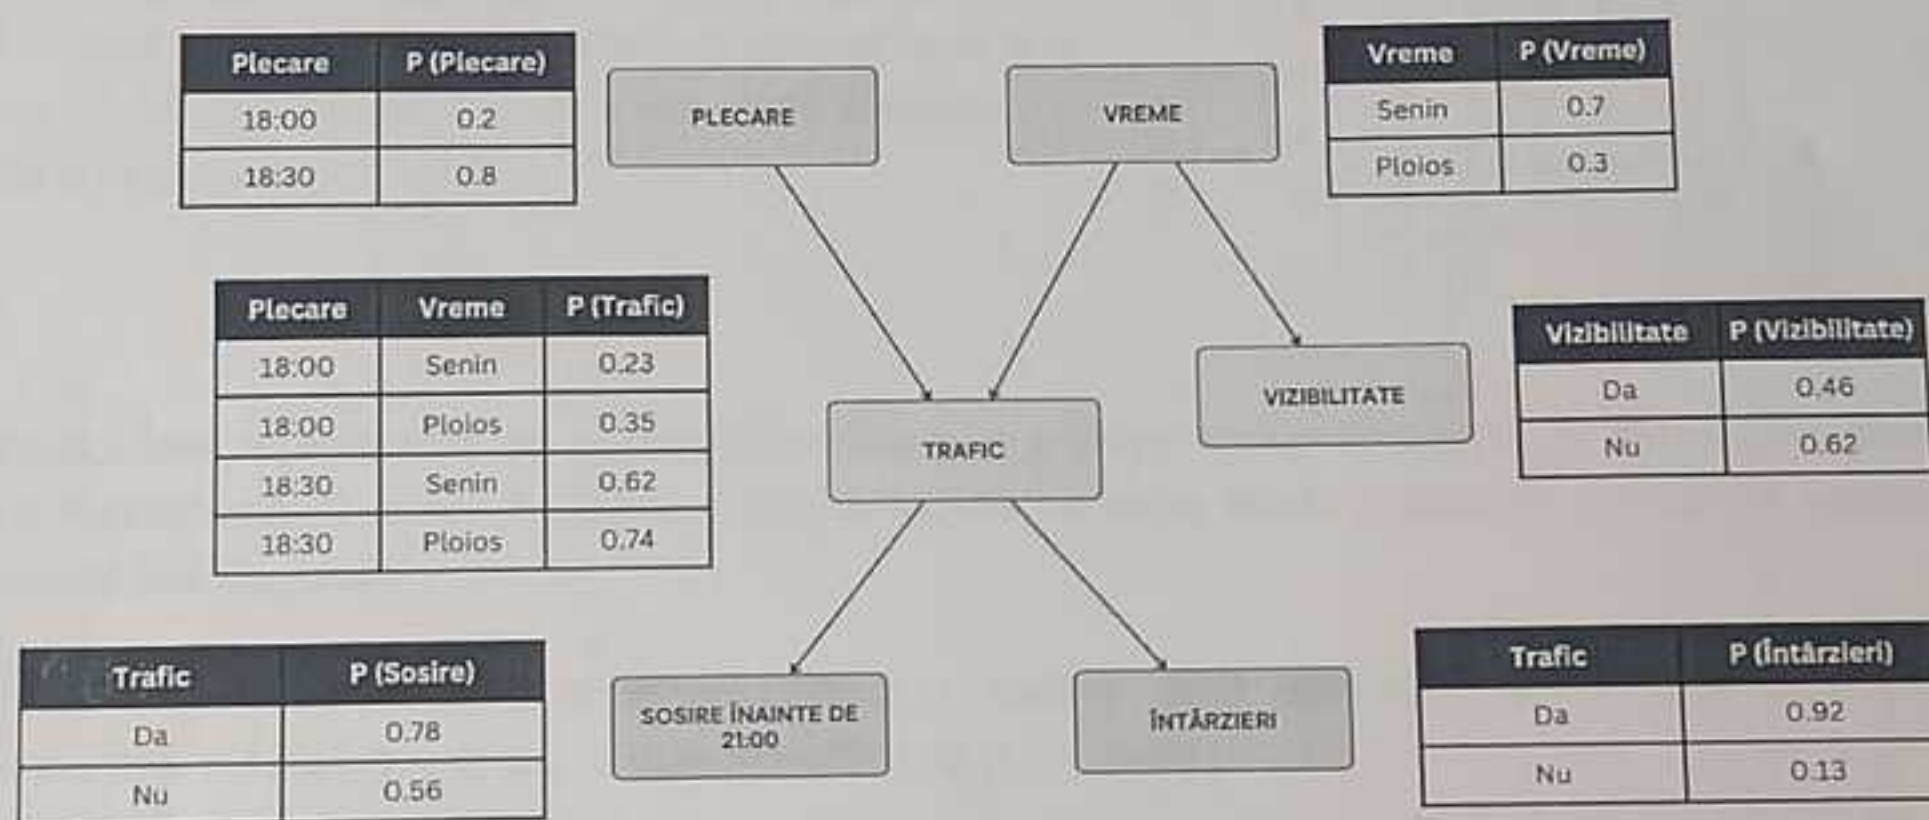 Plecare P (Plecare)
18:00 0.2
18:30 0.8
PLECARE
VREME
Vreme P (Vreme)
Senin 0.7
Ploios 0.3
Plecare Vreme P (Trafic)
18:00 Senin 0.23
18:00 Ploios 0.35
18:30 Senin 0.62
18:30 Ploios 0.74
TRAFIC
VIZIBILITATE
Vizibilitate P (Vizibilitate)
Da 0.46
Nu 0.62
Trafic P (Sosire)
Da 0.78
Nu 0.56
SOSIRE ÎNAINTE DE
21:00
ÎNTÂRZIERI
Trafic P (Întârzieri)
Da 0.92
Nu 0.13